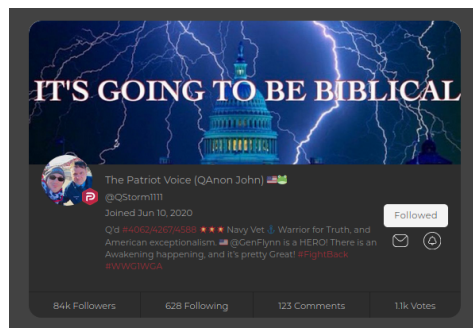 IT'S GOING TO BE BIBLICAL
The Patriot Voice (QAnon John) 🇺🇸🐸
@QStorm1111
Joined Jun 10, 2020
Followed
Q'd #4062/4267/4588 💥💥💥 Navy Vet ⚓ Warrior for Truth, and
American exceptionalism. 🇺🇸 @GenFlynn is a HERO! There is an
Awakening happening, and it's pretty Great! #FightBack
#WWG1WGA
84k Followers 628 Following 123 Comments 1.1k Votes